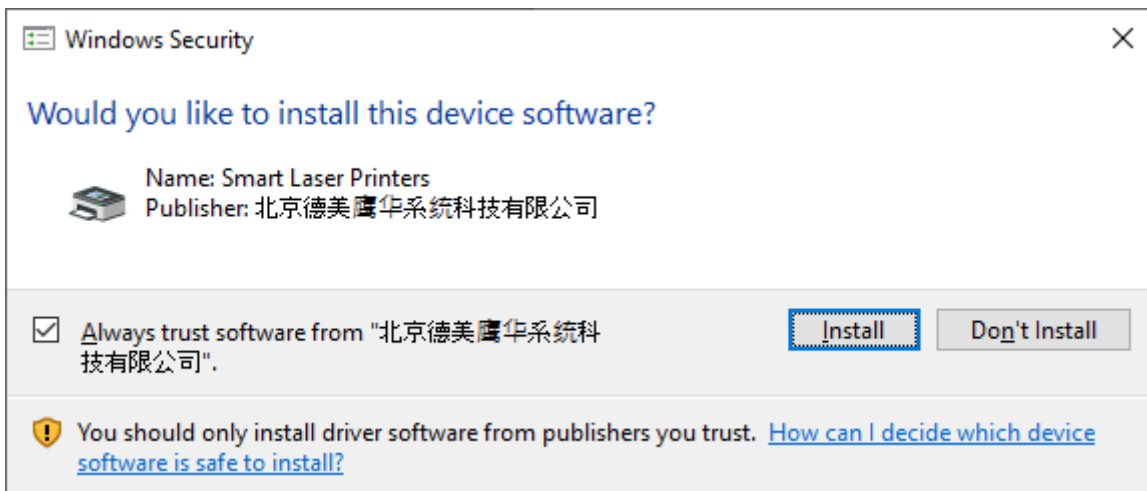 Windows Security
Would you like to install this device software?
Name: Smart Laser Printers
Publisher: 北京德美鹰华系统科技有限公司
Always trust software from "北京德美鹰华系统科
技有限公司".
Install
Don't Install
You should only install driver software from publishers you trust. How can I decide which device
software is safe to install?